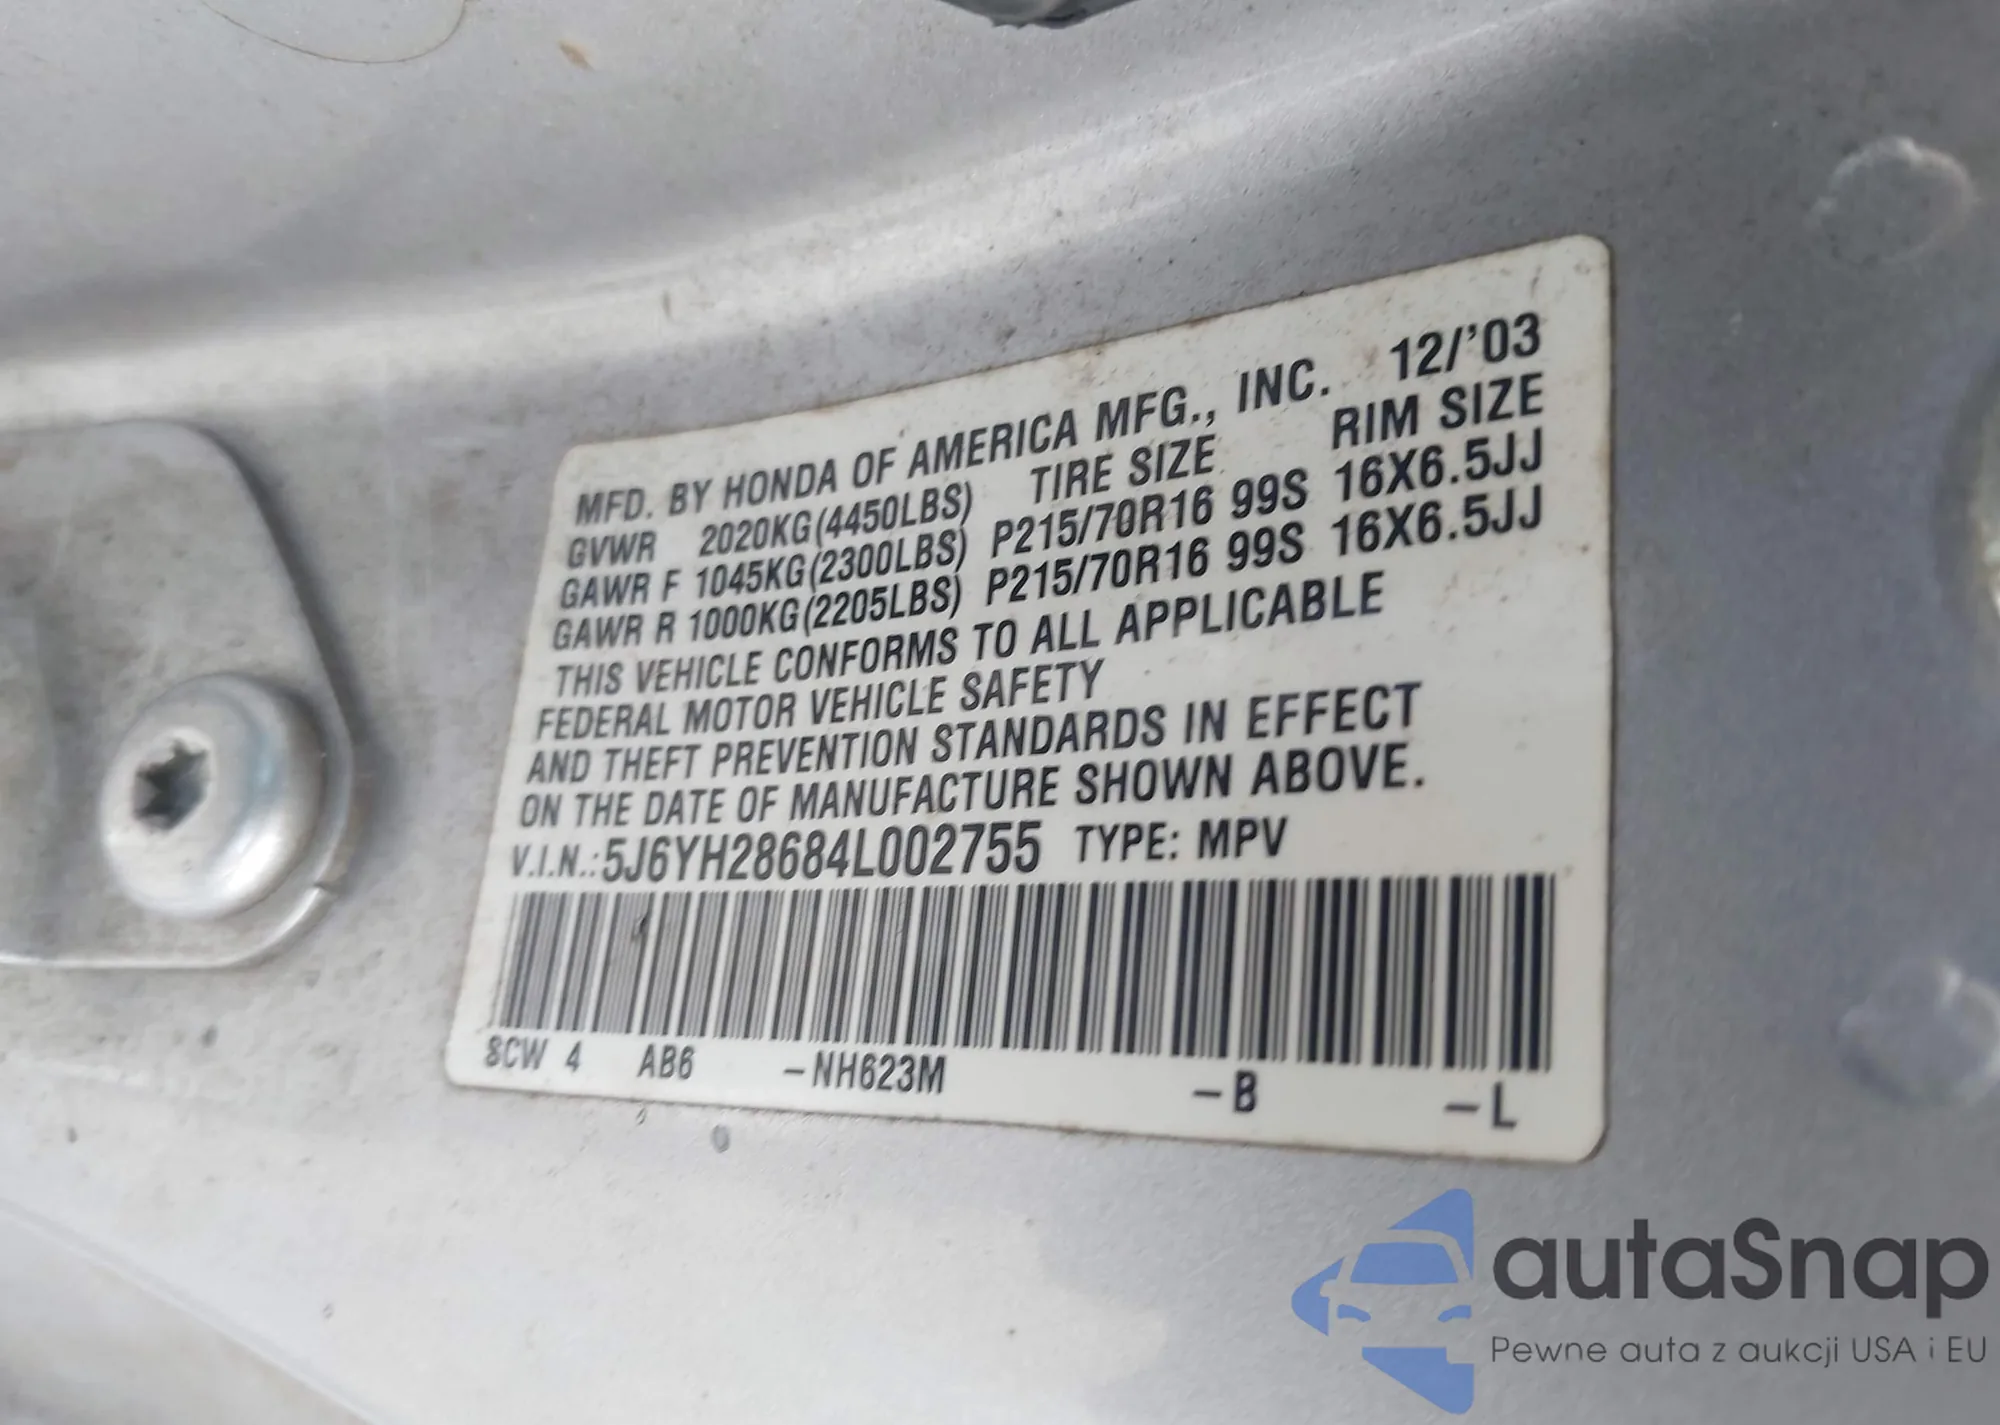 MFD. BY HONDA OF AMERICA MFG., INC. 12/'03
GVWR 2020KG(4450LBS) TIRE SIZE RIM SIZE
GAWR F 1045KG(2300LBS) P215/70R16 99S 16X6.5JJ
GAWR R 1000KG(2205LBS) P215/70R16 99S 16X6.5JJ
THIS VEHICLE CONFORMS TO ALL APPLICABLE
FEDERAL MOTOR VEHICLE SAFETY
AND THEFT PREVENTION STANDARDS IN EFFECT
ON THE DATE OF MANUFACTURE SHOWN ABOVE.
V.I.N.:5J6YH28684L002755 TYPE: MPV
SCW 4 AB6 –NH623M –B –L
autaSnap
Pewne auta z aukcji USA i EU